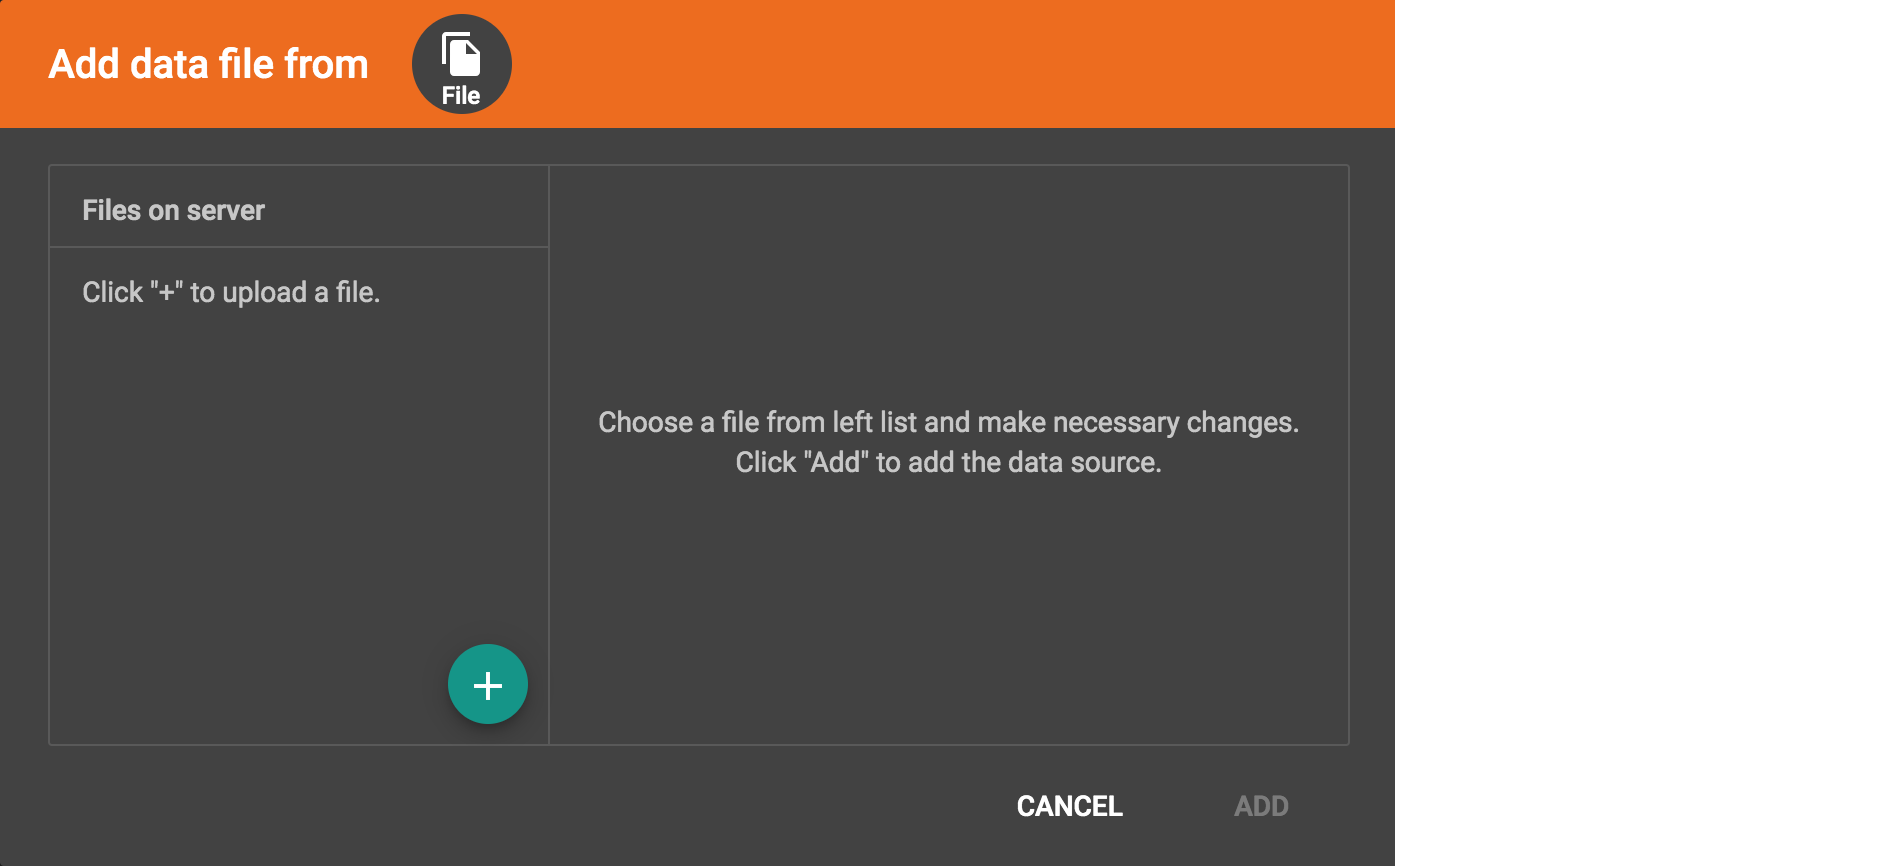 Add data file from
File
Files on server
Click "+" to upload a file.
Choose a file from left list and make necessary changes.
Click "Add" to add the data source.
CANCEL
ADD